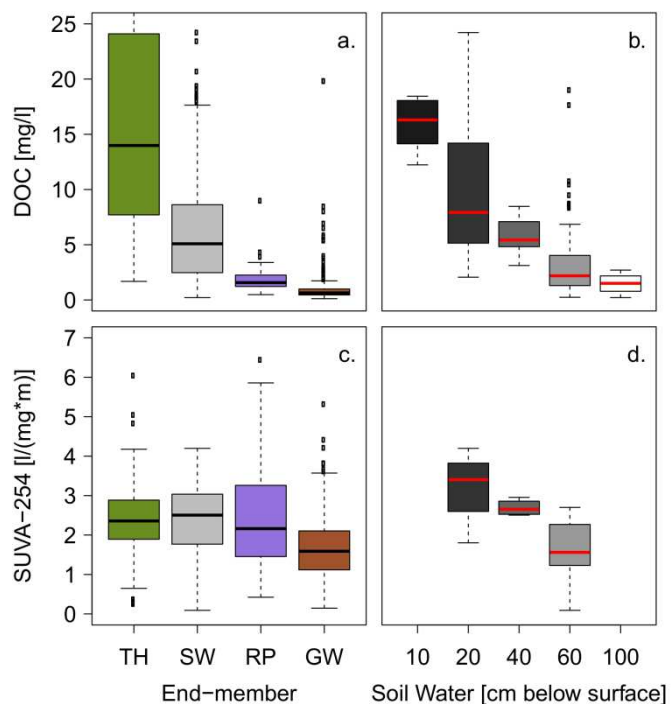 DOC [mg/l]
25
20
15
10
5
0
a.
b.
SUVA−254 [l/(mg*m)]
7
6
5
4
3
2
1
0
c.
d.
TH SW RP GW
10 20 40 60 100
End−member
Soil Water [cm below surface]